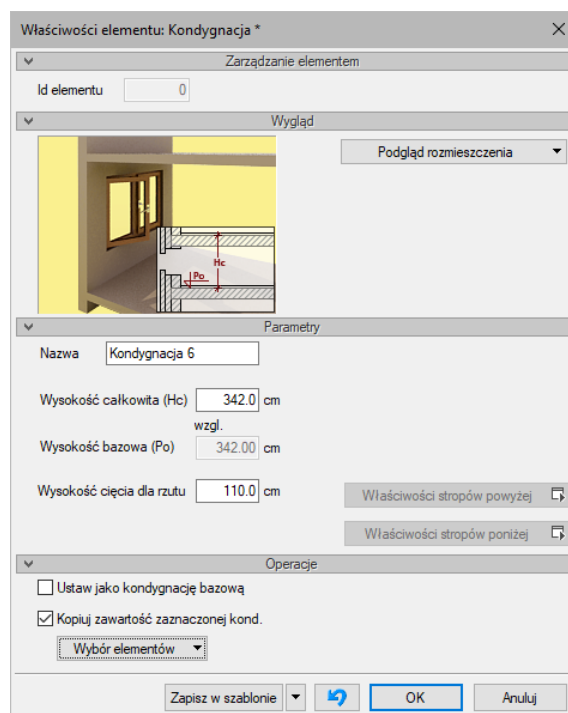 Właściwości elementu: Kondygnacja *
Zarządzanie elementem
Id elementu 0
Wygląd
Podgląd rozmieszczenia
Hc
Po
Parametry
Nazwa Kondygnacja 6
Wysokość całkowita (Hc) 342.0 cm
wzgl.
Wysokość bazowa (Po) 342.00 cm
Wysokość cięcia dla rzutu 110.0 cm
Właściwości stropów powyżej
Właściwości stropów poniżej
Operacje
Ustaw jako kondygnację bazową
Kopiuj zawartość zaznaczonej kond.
Wybór elementów
Zapisz w szablonie OK Anuluj